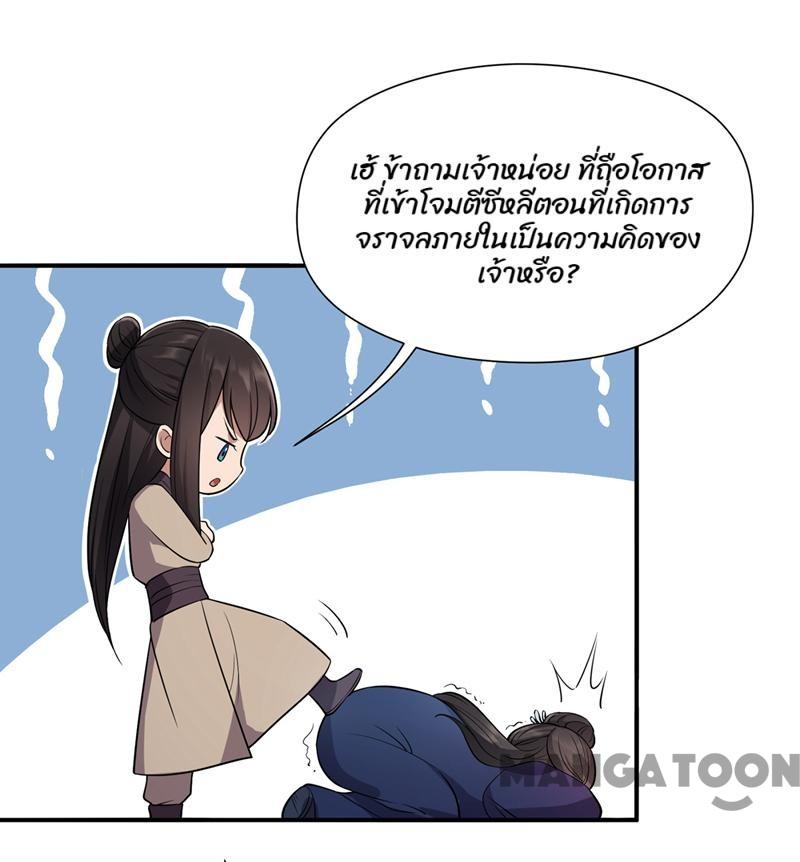 เฮ้ ข้าถามเจ้าหน่อย ที่ถือโอกาส
ที่เข้าโจมตีซีหลีตอนที่เกิดการ
จราจลภายในเป็นความคิดของ
เจ้าหรือ?
MANGATOON